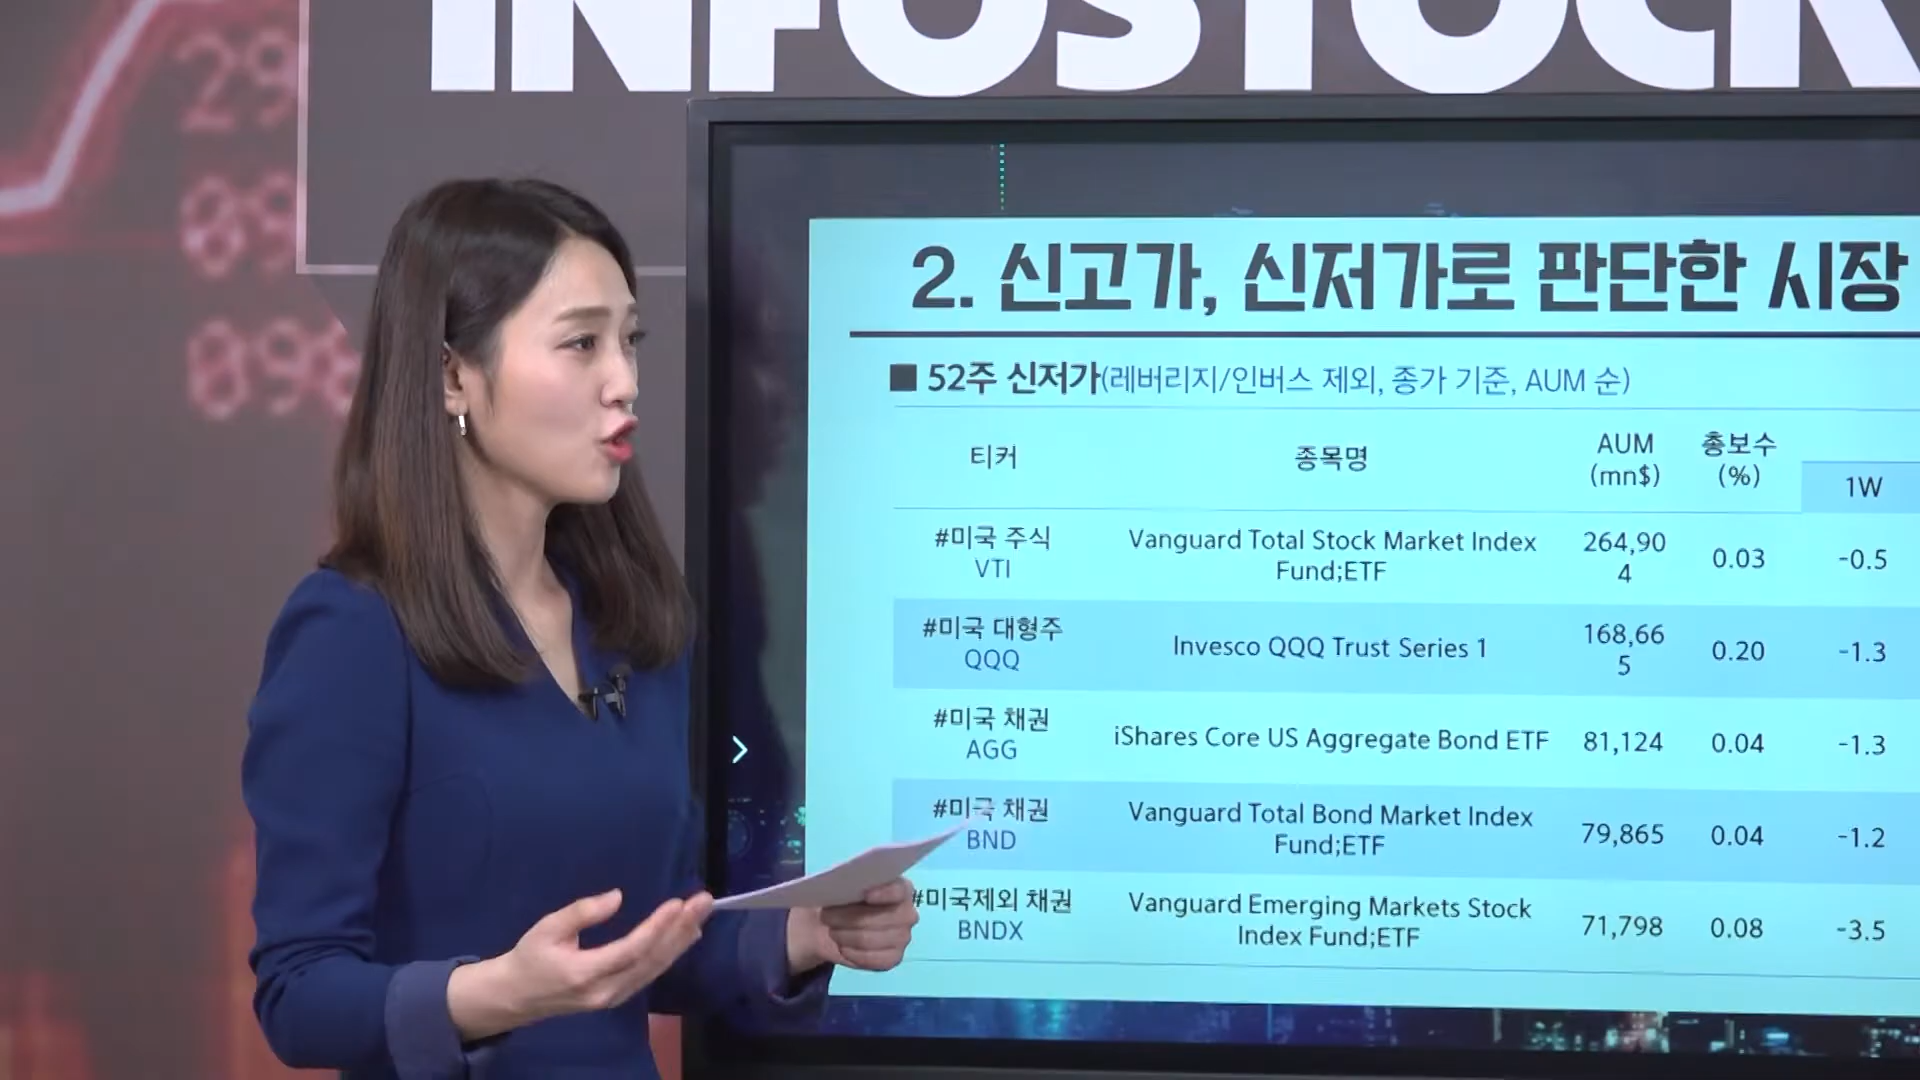 INFOSTOCK
29
89
898
2. 신고가, 신저가로 판단한 시장
■ 52주 신저가(레버리지/인버스 제외, 종가 기준, AUM 순)
티커 종목명 AUM (mn$) 총보수 (%) 1W
#미국 주식 VTI Vanguard Total Stock Market Index Fund;ETF 264,904 0.03 -0.5
#미국 대형주 QQQ Invesco QQQ Trust Series 1 168,665 0.20 -1.3
#미국 채권 AGG iShares Core US Aggregate Bond ETF 81,124 0.04 -1.3
#미국 채권 BND Vanguard Total Bond Market Index Fund;ETF 79,865 0.04 -1.2
#미국제외 채권 BNDX Vanguard Emerging Markets Stock Index Fund;ETF 71,798 0.08 -3.5